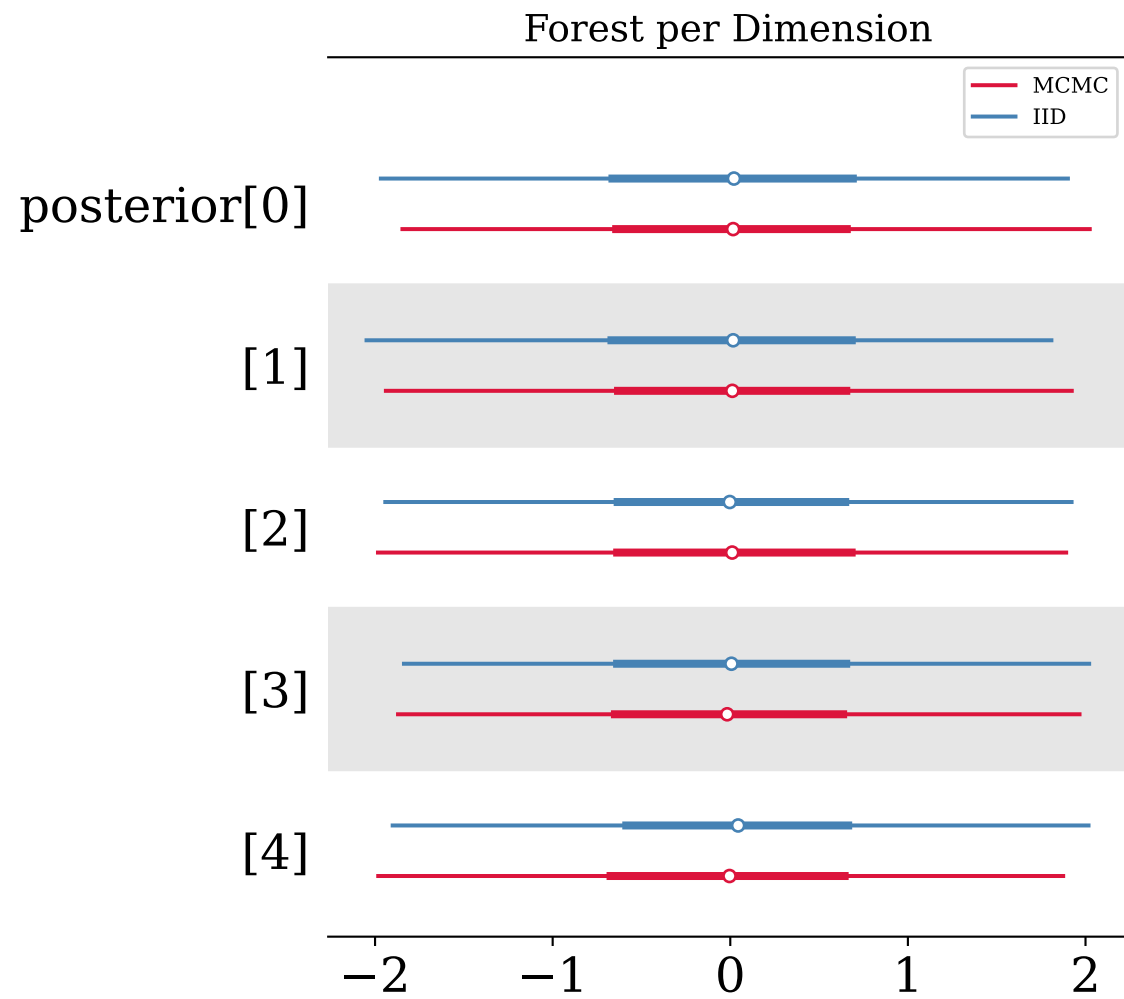 Forest per Dimension
MCMC
IID
posterior[0]
[1]
[2]
[3]
[4]
−2 −1 0 1 2